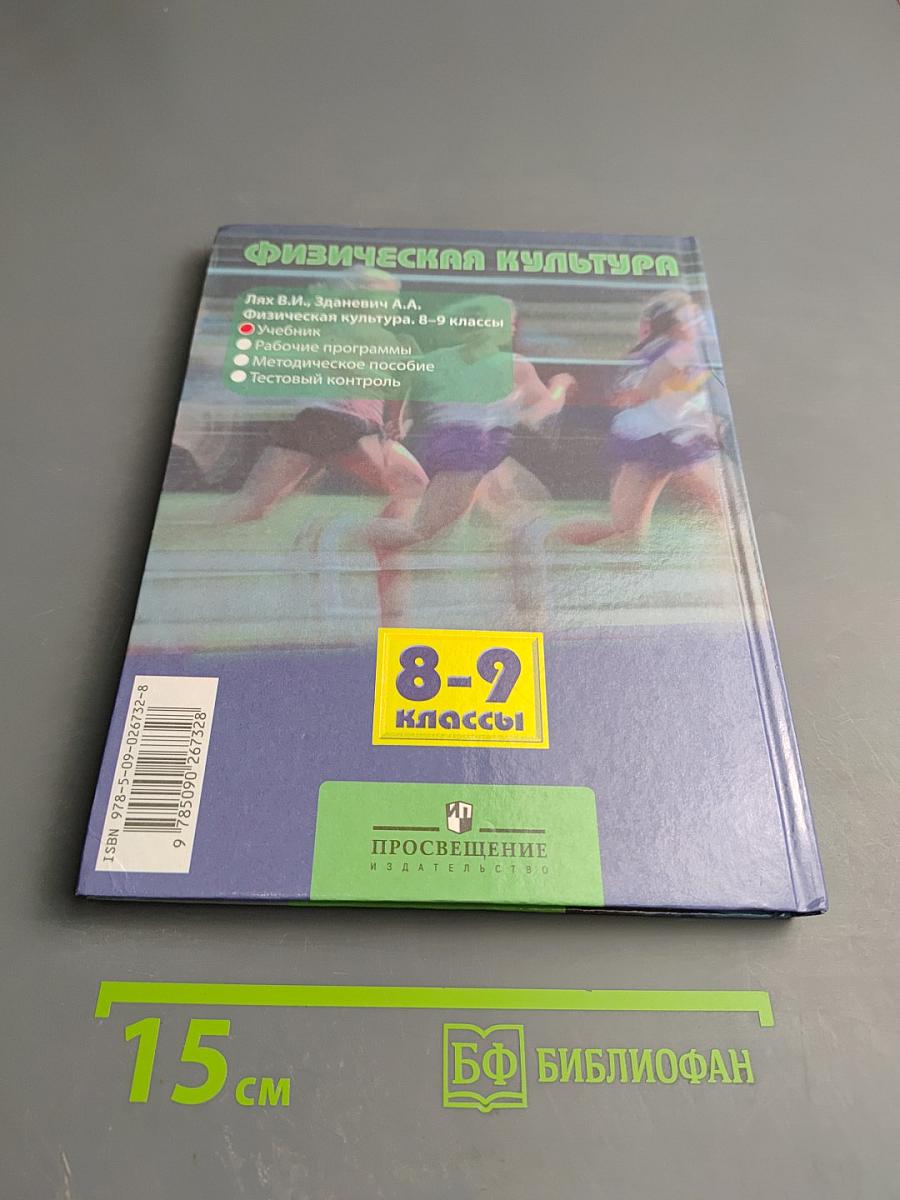 ФИЗИЧЕСКАЯ КУЛЬТУРА
Лях В.И., Зданевич А.А.
Физическая культура. 8–9 классы
Учебник
Рабочие программы
Методическое пособие
Тестовый контроль
8-9
классы
ISBN 978-5-09-026732-8
9 785090 267328
ИП
ПРОСВЕЩЕНИЕ
ИЗДАТЕЛЬСТВО
15 см
БФ БИБЛИОФАН